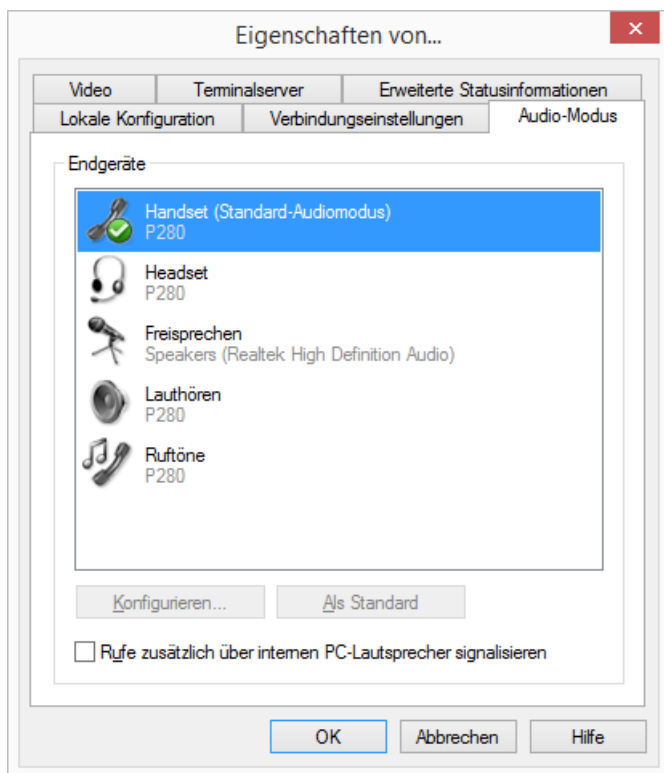 Eigenschaften von...
Video
Terminalserver
Erweiterte Statusinformationen
Lokale Konfiguration
Verbindungseinstellungen
Audio-Modus
Endgeräte
Handset (Standard-Audiomodus)
P280
Headset
P280
Freisprechen
Speakers (Realtek High Definition Audio)
Lauthören
P280
Ruftöne
P280
Konfigurieren...
Als Standard
Rufe zusätzlich über internen PC-Lautsprecher signalisieren
OK
Abbrechen
Hilfe